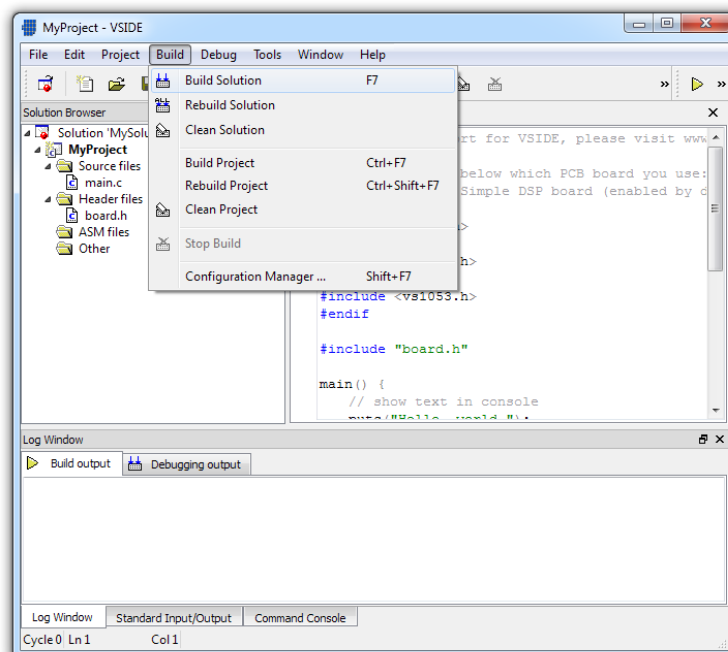 MyProject - VSIDE
File Edit Project Build Debug Tools Window Help
Build Solution F7
Rebuild Solution
Clean Solution
Build Project Ctrl+F7
Rebuild Project Ctrl+Shift+F7
Clean Project
Stop Build
Configuration Manager ... Shift+F7
Solution Browser
Solution 'MySolu
MyProject
Source files
main.c
Header files
board.h
ASM files
Other
rt for VSIDE, please visit www
below which PCB board you use:
Simple DSP board (enabled by d
h>
h>
#include <vs1053.h>
#endif
#include "board.h"
main() {
// show text in console
puts("Hello, world.");
Log Window
Build output Debugging output
Log Window Standard Input/Output Command Console
Cycle 0 Ln 1 Col 1